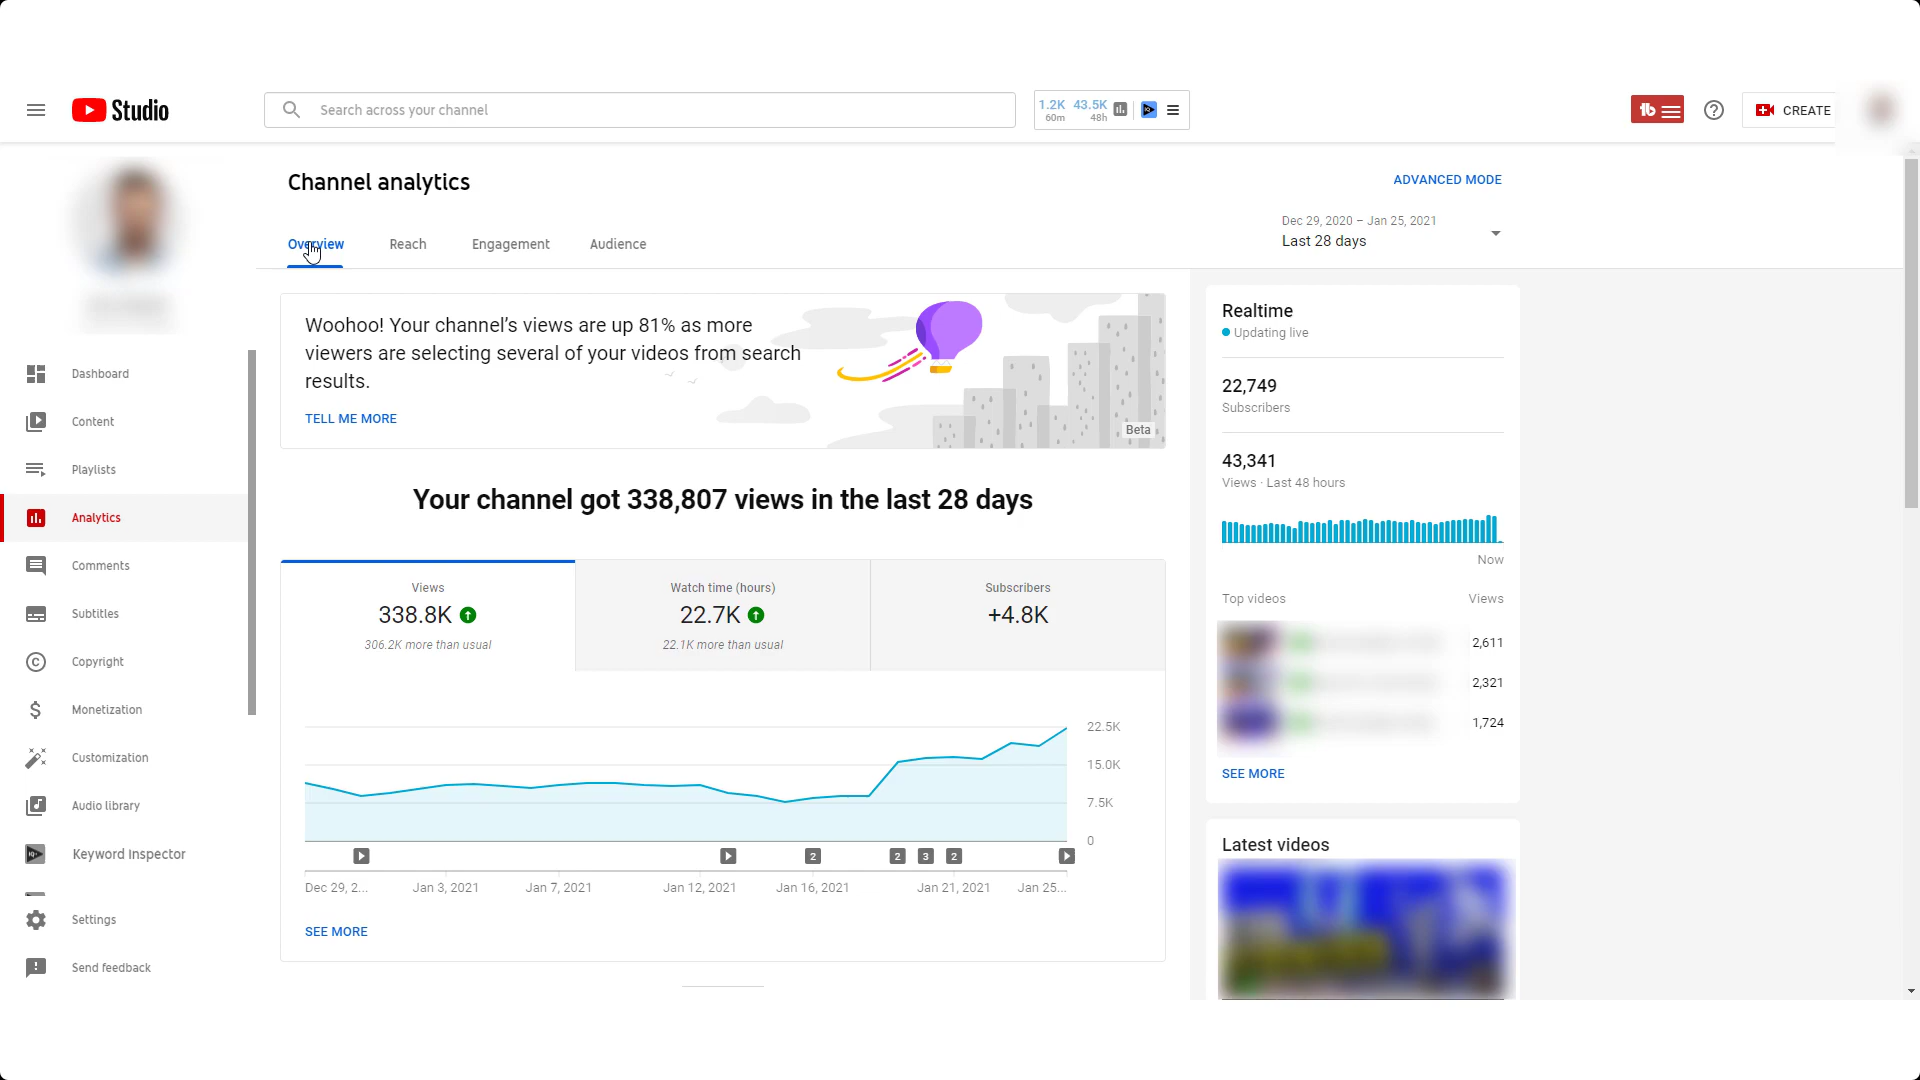 Studio
Search across your channel
1.2K 43.5K
60m 48h
CREATE
Channel analytics
ADVANCED MODE
Overview Reach Engagement Audience
Dec 29, 2020 – Jan 25, 2021
Last 28 days
Dashboard
Content
Playlists
Analytics
Comments
Subtitles
Copyright
Monetization
Customization
Audio library
Keyword Inspector
Settings
Send feedback
Woohoo! Your channel's views are up 81% as more
viewers are selecting several of your videos from search
results.
TELL ME MORE
Beta
Your channel got 338,807 views in the last 28 days
Views
338.8K
306.2K more than usual
Watch time (hours)
22.7K
22.1K more than usual
Subscribers
+4.8K
22.5K
15.0K
7.5K
0
2 2 3 2
Dec 29, 2... Jan 3, 2021 Jan 7, 2021 Jan 12, 2021 Jan 16, 2021 Jan 21, 2021 Jan 25...
SEE MORE
Realtime
Updating live
22,749
Subscribers
43,341
Views · Last 48 hours
Now
Top videos Views
2,611
2,321
1,724
SEE MORE
Latest videos